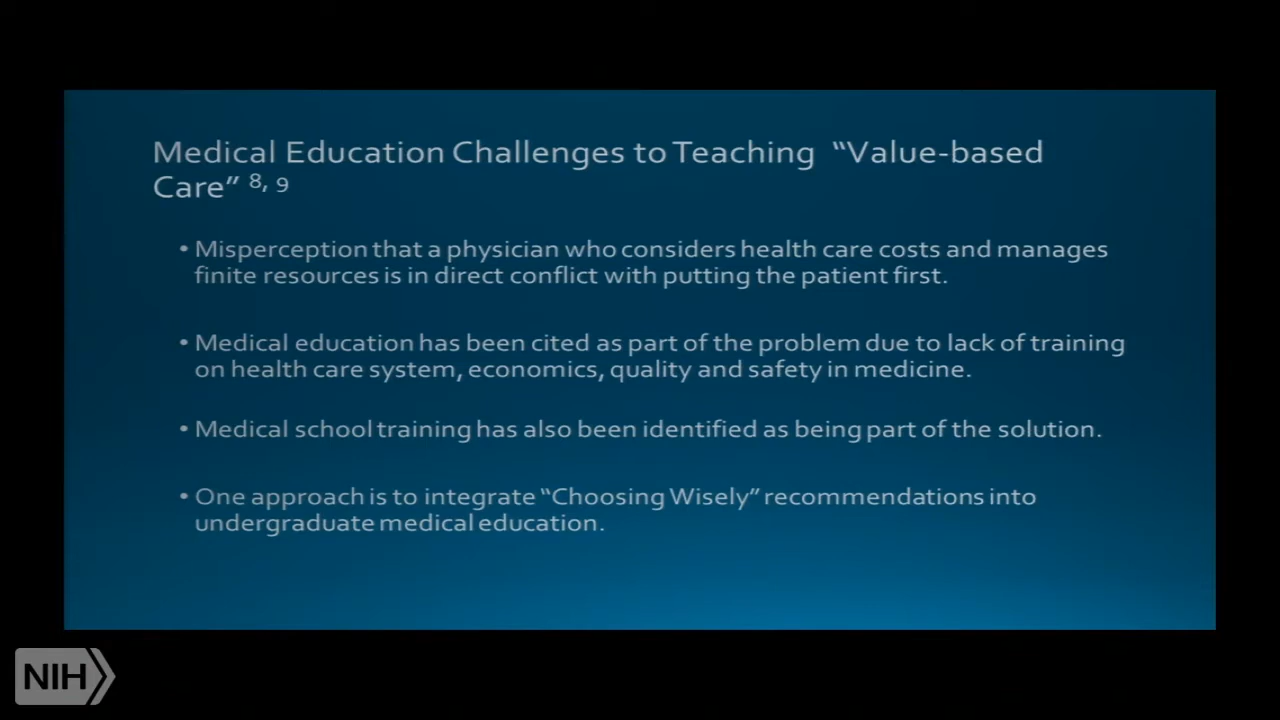 Medical Education Challenges to Teaching “Value-based
Care” 8, 9
• Misperception that a physician who considers health care costs and manages
finite resources is in direct conflict with putting the patient first.
• Medical education has been cited as part of the problem due to lack of training
on health care system, economics, quality and safety in medicine.
• Medical school training has also been identified as being part of the solution.
• One approach is to integrate “Choosing Wisely” recommendations into
undergraduate medical education.
NIH